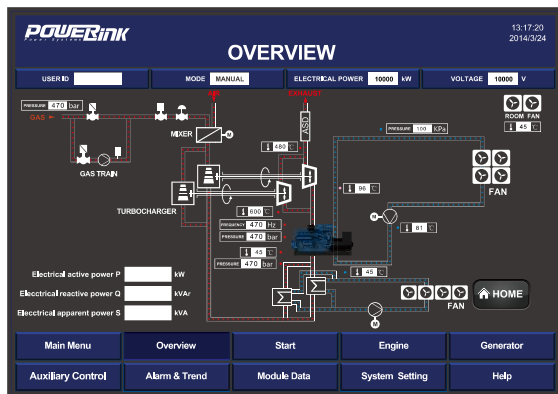 POWERlink
Power Systems
13:17:20
2014/3/24
OVERVIEW
USER ID
MODE MANUAL
ELECTRICAL POWER 10000 kW
VOLTAGE 10000 V
AIR
EXHAUST
PRESSURE 470 bar
GAS
MIXER
M
ASD
PRESSURE 100 KPa
ROOM FAN
45 °C
GAS TRAIN
480 °C
96 °C
FAN
TURBOCHARGER
600 °C
FREQUENCY 470 Hz
PRESSURE 470 bar
M
81 °C
45 °C
PRESSURE 470 bar
45 °C
Electrical active power P kW
Elecctrical reactive power Q kVAr
Elecctrical apparent power S kVA
FAN
M
HOME
Main Menu
Overview
Start
Engine
Generator
Auxiliary Control
Alarm & Trend
Module Data
System Setting
Help